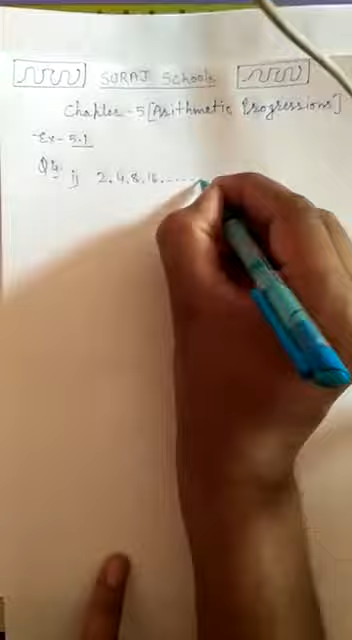 SURAJ Schools
Chapter-5 [Arithmetic Progressions]
Ex-5.1
Q4.
i) 2, 4, 8, 16.......